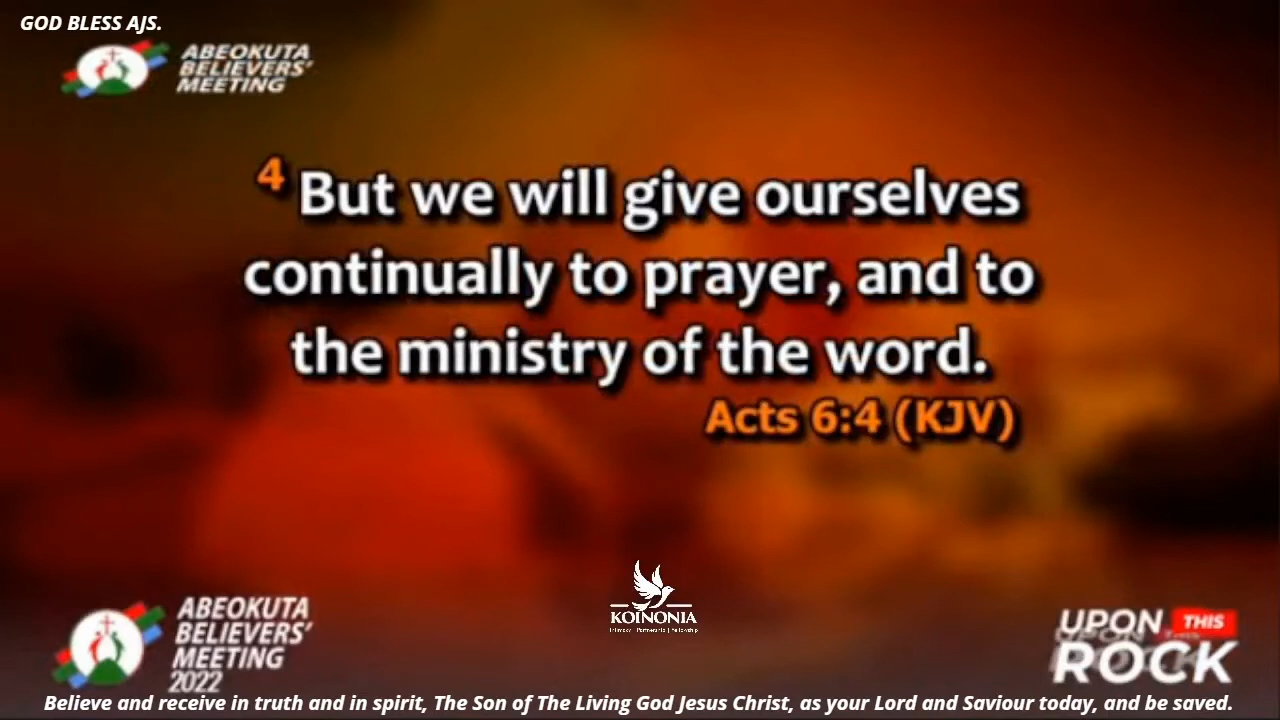 GOD BLESS AJS.
ABEOKUTA
BELIEVERS'
MEETING
4 But we will give ourselves
continually to prayer, and to
the ministry of the word.
Acts 6:4 (KJV)
KOINONIA
Intimacy | Partnership | Fellowship
ABEOKUTA
BELIEVERS'
MEETING
2022
UPON THIS
ROCK
Believe and receive in truth and in spirit, The Son of The Living God Jesus Christ, as your Lord and Saviour today, and be saved.